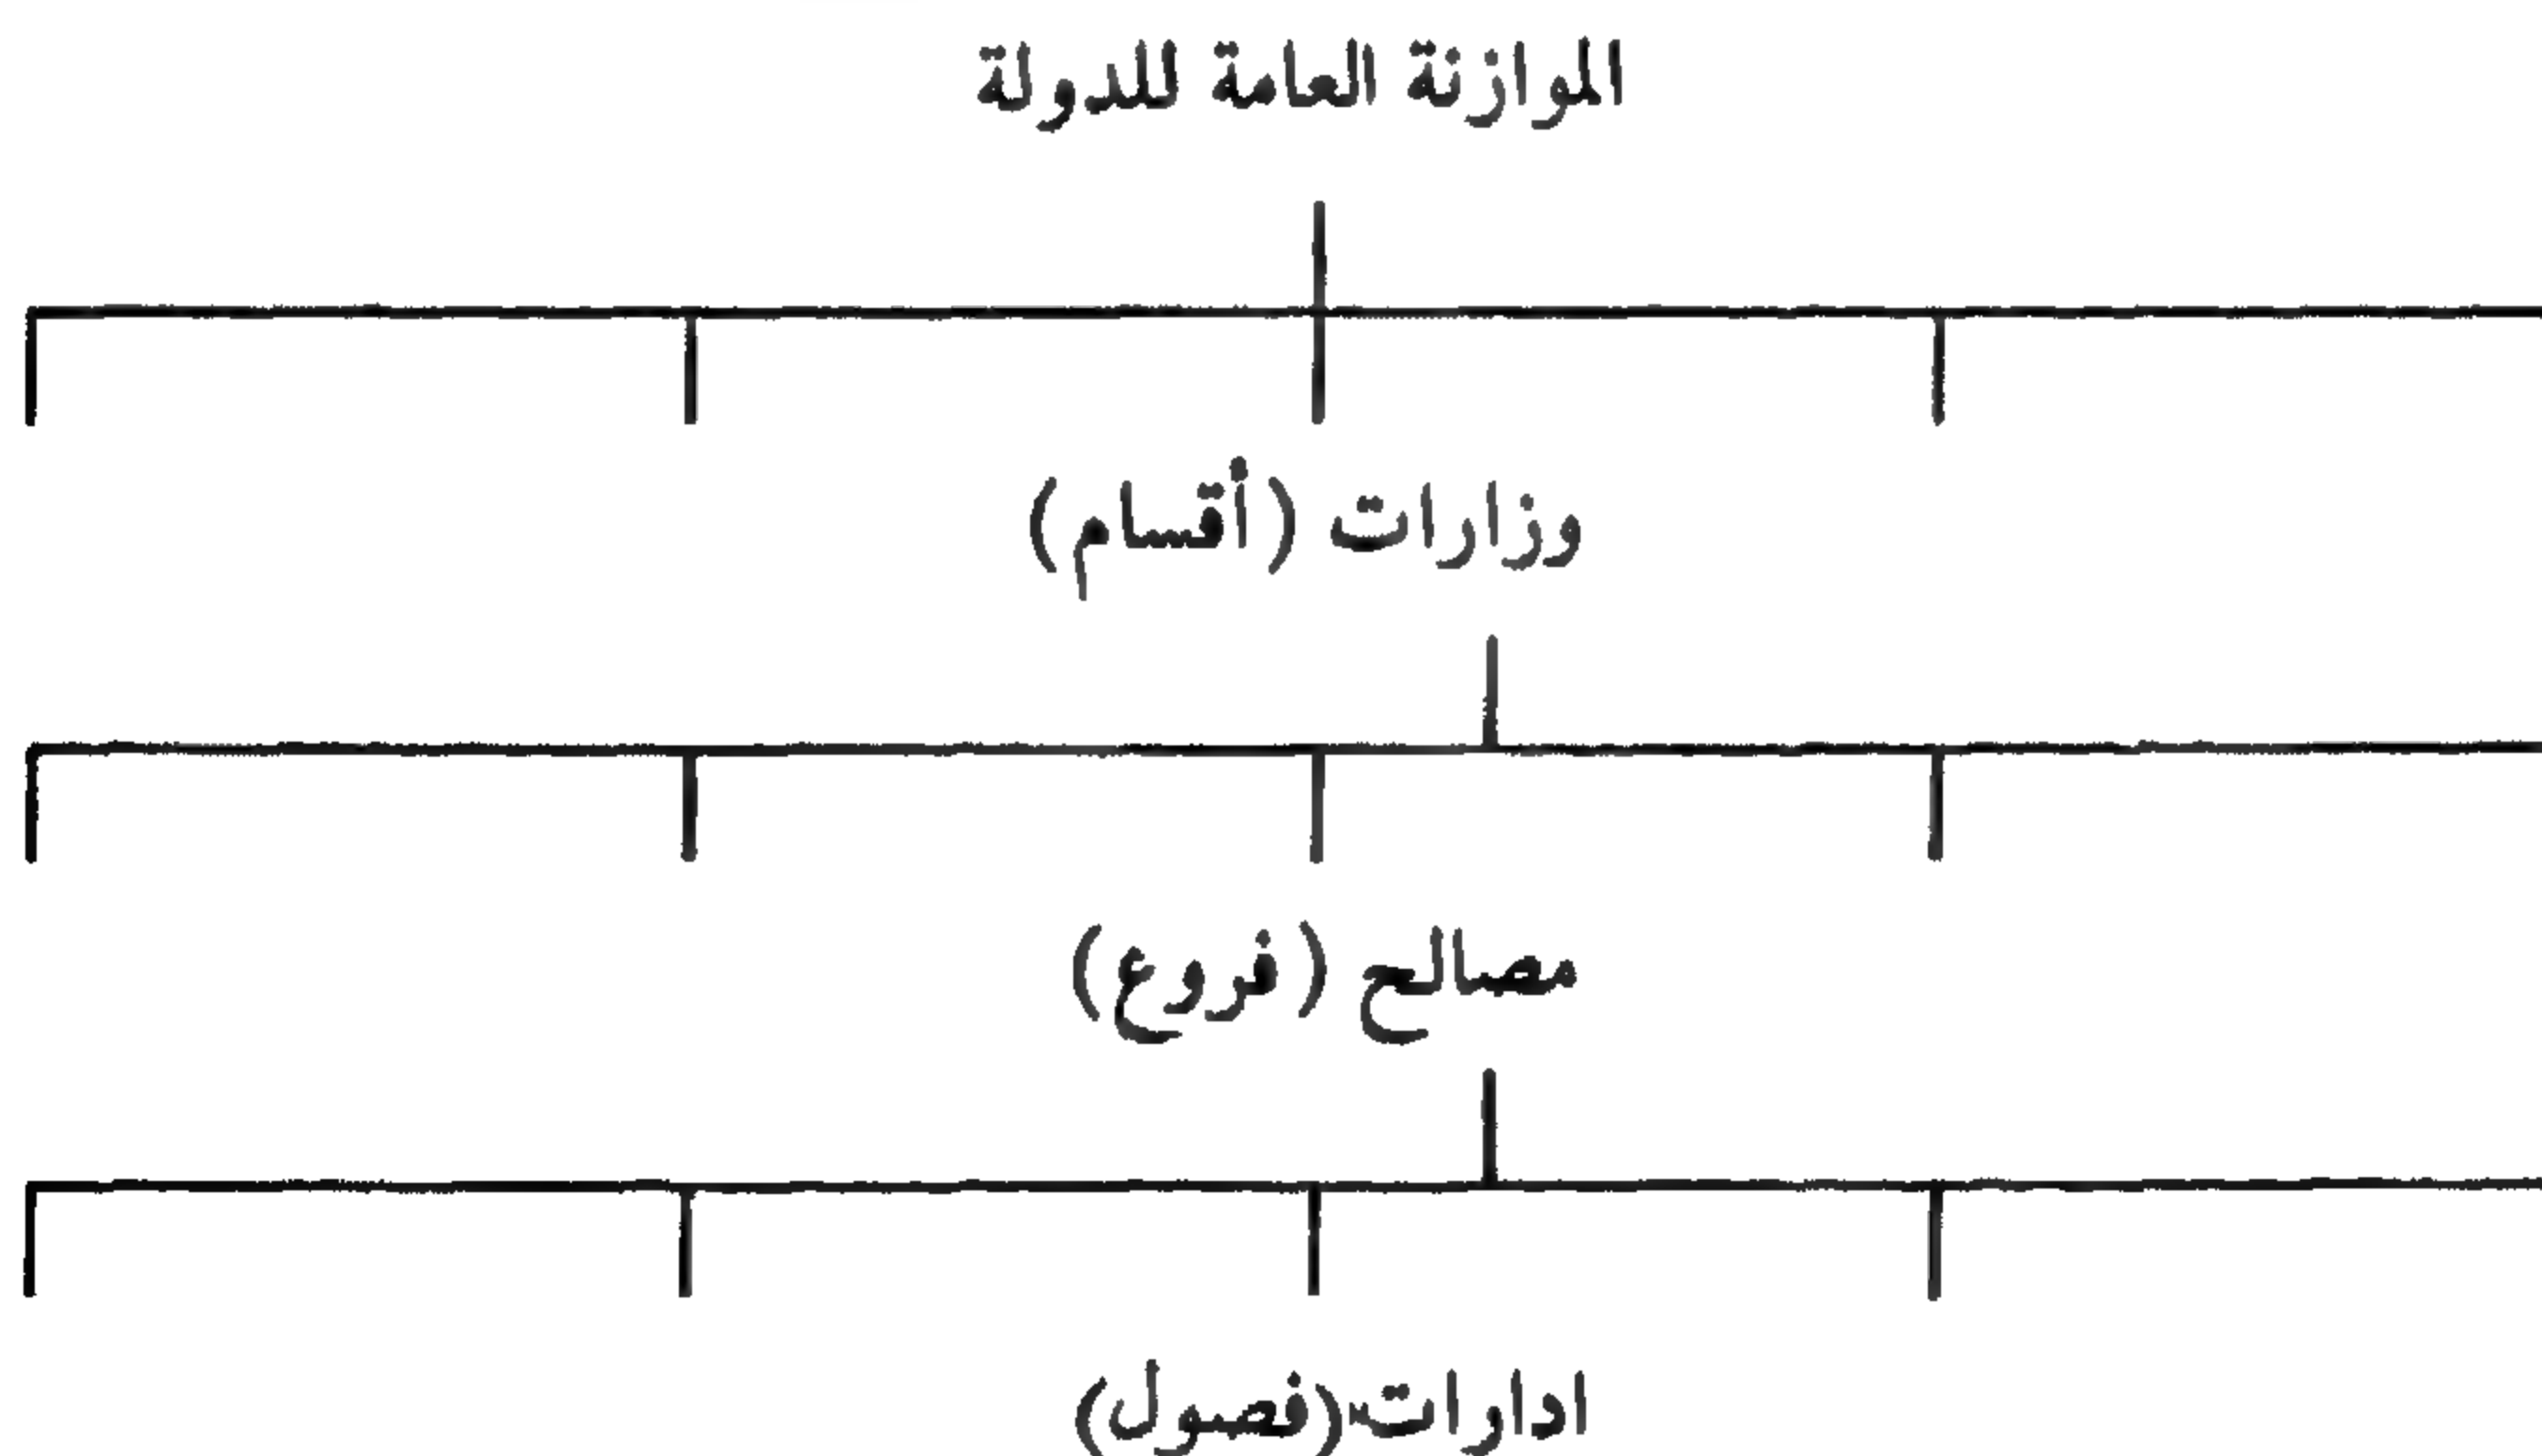 الموازنة العامة للدولة
وزارات (أقسام)
مصالح (فروع)
ادارات (فصول)